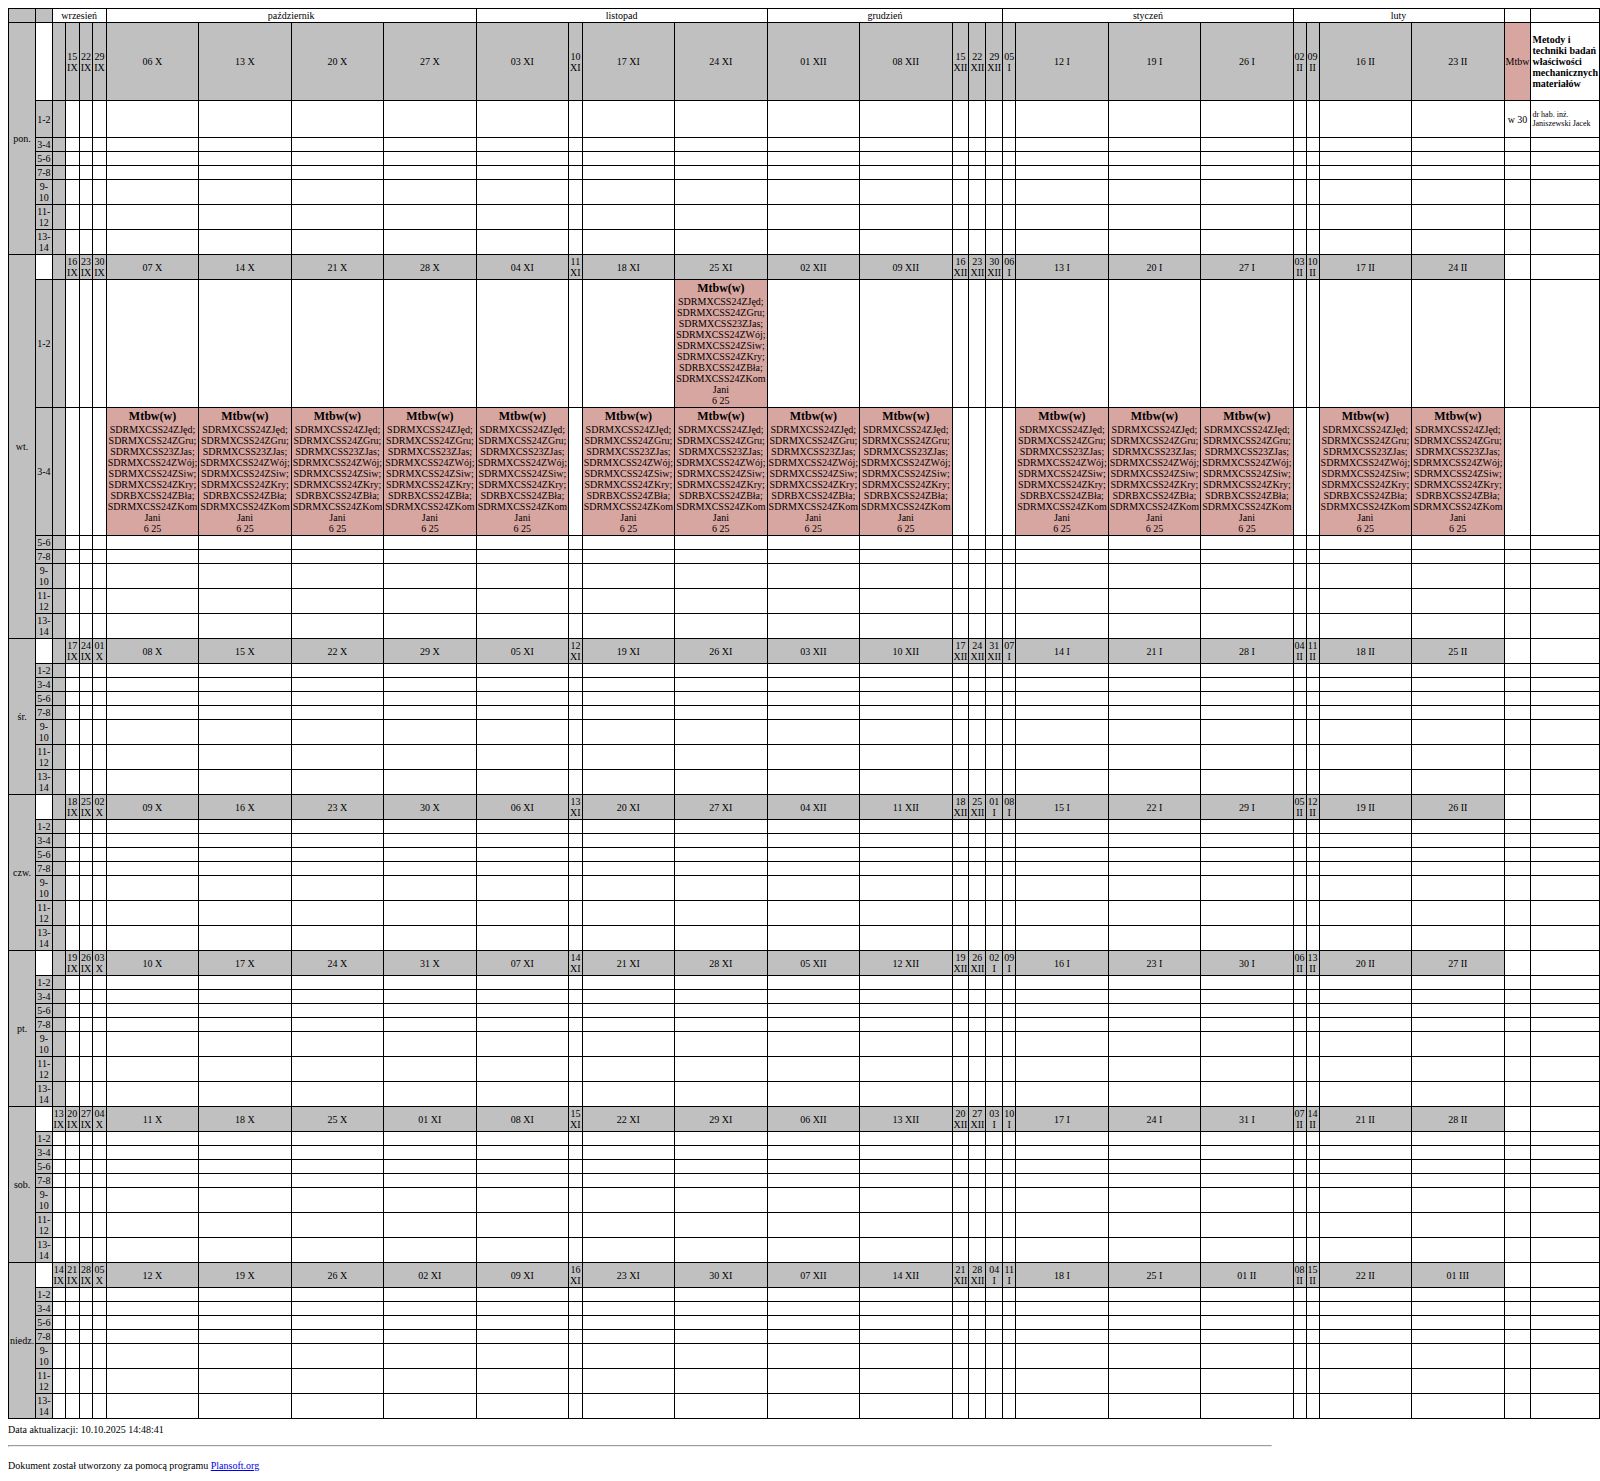 wrzesień październik listopad grudzień styczeń luty
pon. 15 IX 22 IX 29 IX 06 X 13 X 20 X 27 X 03 XI 10 XI 17 XI 24 XI 01 XII 08 XII 15 XII 22 XII 29 XII 05 I 12 I 19 I 26 I 02 II 09 II 16 II 23 II Mtbw Metody i techniki badań właściwości mechanicznych materiałów
1-2 w 30 dr hab. inż. Janiszewski Jacek
3-4
5-6
7-8
9-10
11-12
13-14
wt. 16 IX 23 IX 30 IX 07 X 14 X 21 X 28 X 04 XI 11 XI 18 XI 25 XI 02 XII 09 XII 16 XII 23 XII 30 XII 06 I 13 I 20 I 27 I 03 II 10 II 17 II 24 II
1-2
Mtbw(w)
SDRMXCSS24ZJęd;
SDRMXCSS24ZGru;
SDRMXCSS23ZJas;
SDRMXCSS24ZWój;
SDRMXCSS24ZSiw;
SDRMXCSS24ZKry;
SDRBXCSS24ZBła;
SDRMXCSS24ZKom
Jani
6 25
3-4
Mtbw(w) Mtbw(w) Mtbw(w) Mtbw(w) Mtbw(w) Mtbw(w) Mtbw(w) Mtbw(w) Mtbw(w) Mtbw(w) Mtbw(w) Mtbw(w) Mtbw(w) Mtbw(w)
SDRMXCSS24ZJęd; SDRMXCSS24ZJęd; SDRMXCSS24ZJęd; SDRMXCSS24ZJęd; SDRMXCSS24ZJęd; SDRMXCSS24ZJęd; SDRMXCSS24ZJęd; SDRMXCSS24ZJęd; SDRMXCSS24ZJęd; SDRMXCSS24ZJęd; SDRMXCSS24ZJęd; SDRMXCSS24ZJęd; SDRMXCSS24ZJęd; SDRMXCSS24ZJęd;
SDRMXCSS24ZGru; SDRMXCSS24ZGru; SDRMXCSS24ZGru; SDRMXCSS24ZGru; SDRMXCSS24ZGru; SDRMXCSS24ZGru; SDRMXCSS24ZGru; SDRMXCSS24ZGru; SDRMXCSS24ZGru; SDRMXCSS24ZGru; SDRMXCSS24ZGru; SDRMXCSS24ZGru; SDRMXCSS24ZGru; SDRMXCSS24ZGru;
SDRMXCSS23ZJas; SDRMXCSS23ZJas; SDRMXCSS23ZJas; SDRMXCSS23ZJas; SDRMXCSS23ZJas; SDRMXCSS23ZJas; SDRMXCSS23ZJas; SDRMXCSS23ZJas; SDRMXCSS23ZJas; SDRMXCSS23ZJas; SDRMXCSS23ZJas; SDRMXCSS23ZJas; SDRMXCSS23ZJas; SDRMXCSS23ZJas;
SDRMXCSS24ZWój; SDRMXCSS24ZWój; SDRMXCSS24ZWój; SDRMXCSS24ZWój; SDRMXCSS24ZWój; SDRMXCSS24ZWój; SDRMXCSS24ZWój; SDRMXCSS24ZWój; SDRMXCSS24ZWój; SDRMXCSS24ZWój; SDRMXCSS24ZWój; SDRMXCSS24ZWój; SDRMXCSS24ZWój; SDRMXCSS24ZWój;
SDRMXCSS24ZSiw; SDRMXCSS24ZSiw; SDRMXCSS24ZSiw; SDRMXCSS24ZSiw; SDRMXCSS24ZSiw; SDRMXCSS24ZSiw; SDRMXCSS24ZSiw; SDRMXCSS24ZSiw; SDRMXCSS24ZSiw; SDRMXCSS24ZSiw; SDRMXCSS24ZSiw; SDRMXCSS24ZSiw; SDRMXCSS24ZSiw; SDRMXCSS24ZSiw;
SDRMXCSS24ZKry; SDRMXCSS24ZKry; SDRMXCSS24ZKry; SDRMXCSS24ZKry; SDRMXCSS24ZKry; SDRMXCSS24ZKry; SDRMXCSS24ZKry; SDRMXCSS24ZKry; SDRMXCSS24ZKry; SDRMXCSS24ZKry; SDRMXCSS24ZKry; SDRMXCSS24ZKry; SDRMXCSS24ZKry; SDRMXCSS24ZKry;
SDRBXCSS24ZBła; SDRBXCSS24ZBła; SDRBXCSS24ZBła; SDRBXCSS24ZBła; SDRBXCSS24ZBła; SDRBXCSS24ZBła; SDRBXCSS24ZBła; SDRBXCSS24ZBła; SDRBXCSS24ZBła; SDRBXCSS24ZBła; SDRBXCSS24ZBła; SDRBXCSS24ZBła; SDRBXCSS24ZBła; SDRBXCSS24ZBła;
SDRMXCSS24ZKom SDRMXCSS24ZKom SDRMXCSS24ZKom SDRMXCSS24ZKom SDRMXCSS24ZKom SDRMXCSS24ZKom SDRMXCSS24ZKom SDRMXCSS24ZKom SDRMXCSS24ZKom SDRMXCSS24ZKom SDRMXCSS24ZKom SDRMXCSS24ZKom SDRMXCSS24ZKom SDRMXCSS24ZKom
Jani Jani Jani Jani Jani Jani Jani Jani Jani Jani Jani Jani Jani Jani
6 25 6 25 6 25 6 25 6 25 6 25 6 25 6 25 6 25 6 25 6 25 6 25 6 25 6 25
5-6
7-8
9-10
11-12
13-14
śr. 17 IX 24 IX 01 X 08 X 15 X 22 X 29 X 05 XI 12 XI 19 XI 26 XI 03 XII 10 XII 17 XII 24 XII 31 XII 07 I 14 I 21 I 28 I 04 II 11 II 18 II 25 II
1-2
3-4
5-6
7-8
9-10
11-12
13-14
czw. 18 IX 25 IX 02 X 09 X 16 X 23 X 30 X 06 XI 13 XI 20 XI 27 XI 04 XII 11 XII 18 XII 25 XII 01 I 08 I 15 I 22 I 29 I 05 II 12 II 19 II 26 II
1-2
3-4
5-6
7-8
9-10
11-12
13-14
pt. 19 IX 26 IX 03 X 10 X 17 X 24 X 31 X 07 XI 14 XI 21 XI 28 XI 05 XII 12 XII 19 XII 26 XII 02 I 09 I 16 I 23 I 30 I 06 II 13 II 20 II 27 II
1-2
3-4
5-6
7-8
9-10
11-12
13-14
sob. 13 IX 20 IX 27 IX 04 X 11 X 18 X 25 X 01 XI 08 XI 15 XI 22 XI 29 XI 06 XII 13 XII 20 XII 27 XII 03 I 10 I 17 I 24 I 31 I 07 II 14 II 21 II 28 II
1-2
3-4
5-6
7-8
9-10
11-12
13-14
niedz 14 IX 21 IX 28 IX 05 X 12 X 19 X 26 X 02 XI 09 XI 16 XI 23 XI 30 XI 07 XII 14 XII 21 XII 28 XII 04 I 11 I 18 I 25 I 01 II 08 II 15 II 22 II 01 III
1-2
3-4
5-6
7-8
9-10
11-12
13-14
Data aktualizacji: 10.10.2025 14:48:41
Dokument został utworzony za pomocą programu Plansoft.org